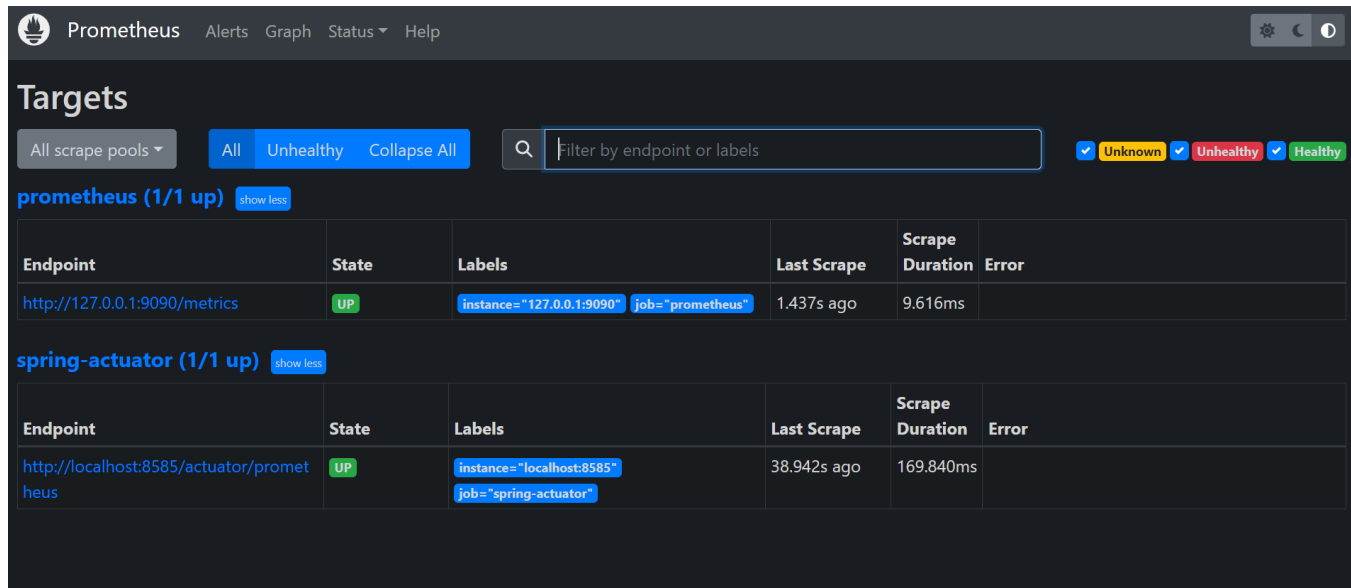 Prometheus Alerts Graph Status Help
Targets
All scrape pools All Unhealthy Collapse All Filter by endpoint or labels Unknown Unhealthy Healthy
prometheus (1/1 up) show less
Endpoint State Labels Last Scrape Scrape Duration Error
http://127.0.0.1:9090/metrics UP instance="127.0.0.1:9090" job="prometheus" 1.437s ago 9.616ms
spring-actuator (1/1 up) show less
Endpoint State Labels Last Scrape Scrape Duration Error
http://localhost:8585/actuator/promet UP instance="localhost:8585" 38.942s ago 169.840ms
heus job="spring-actuator"